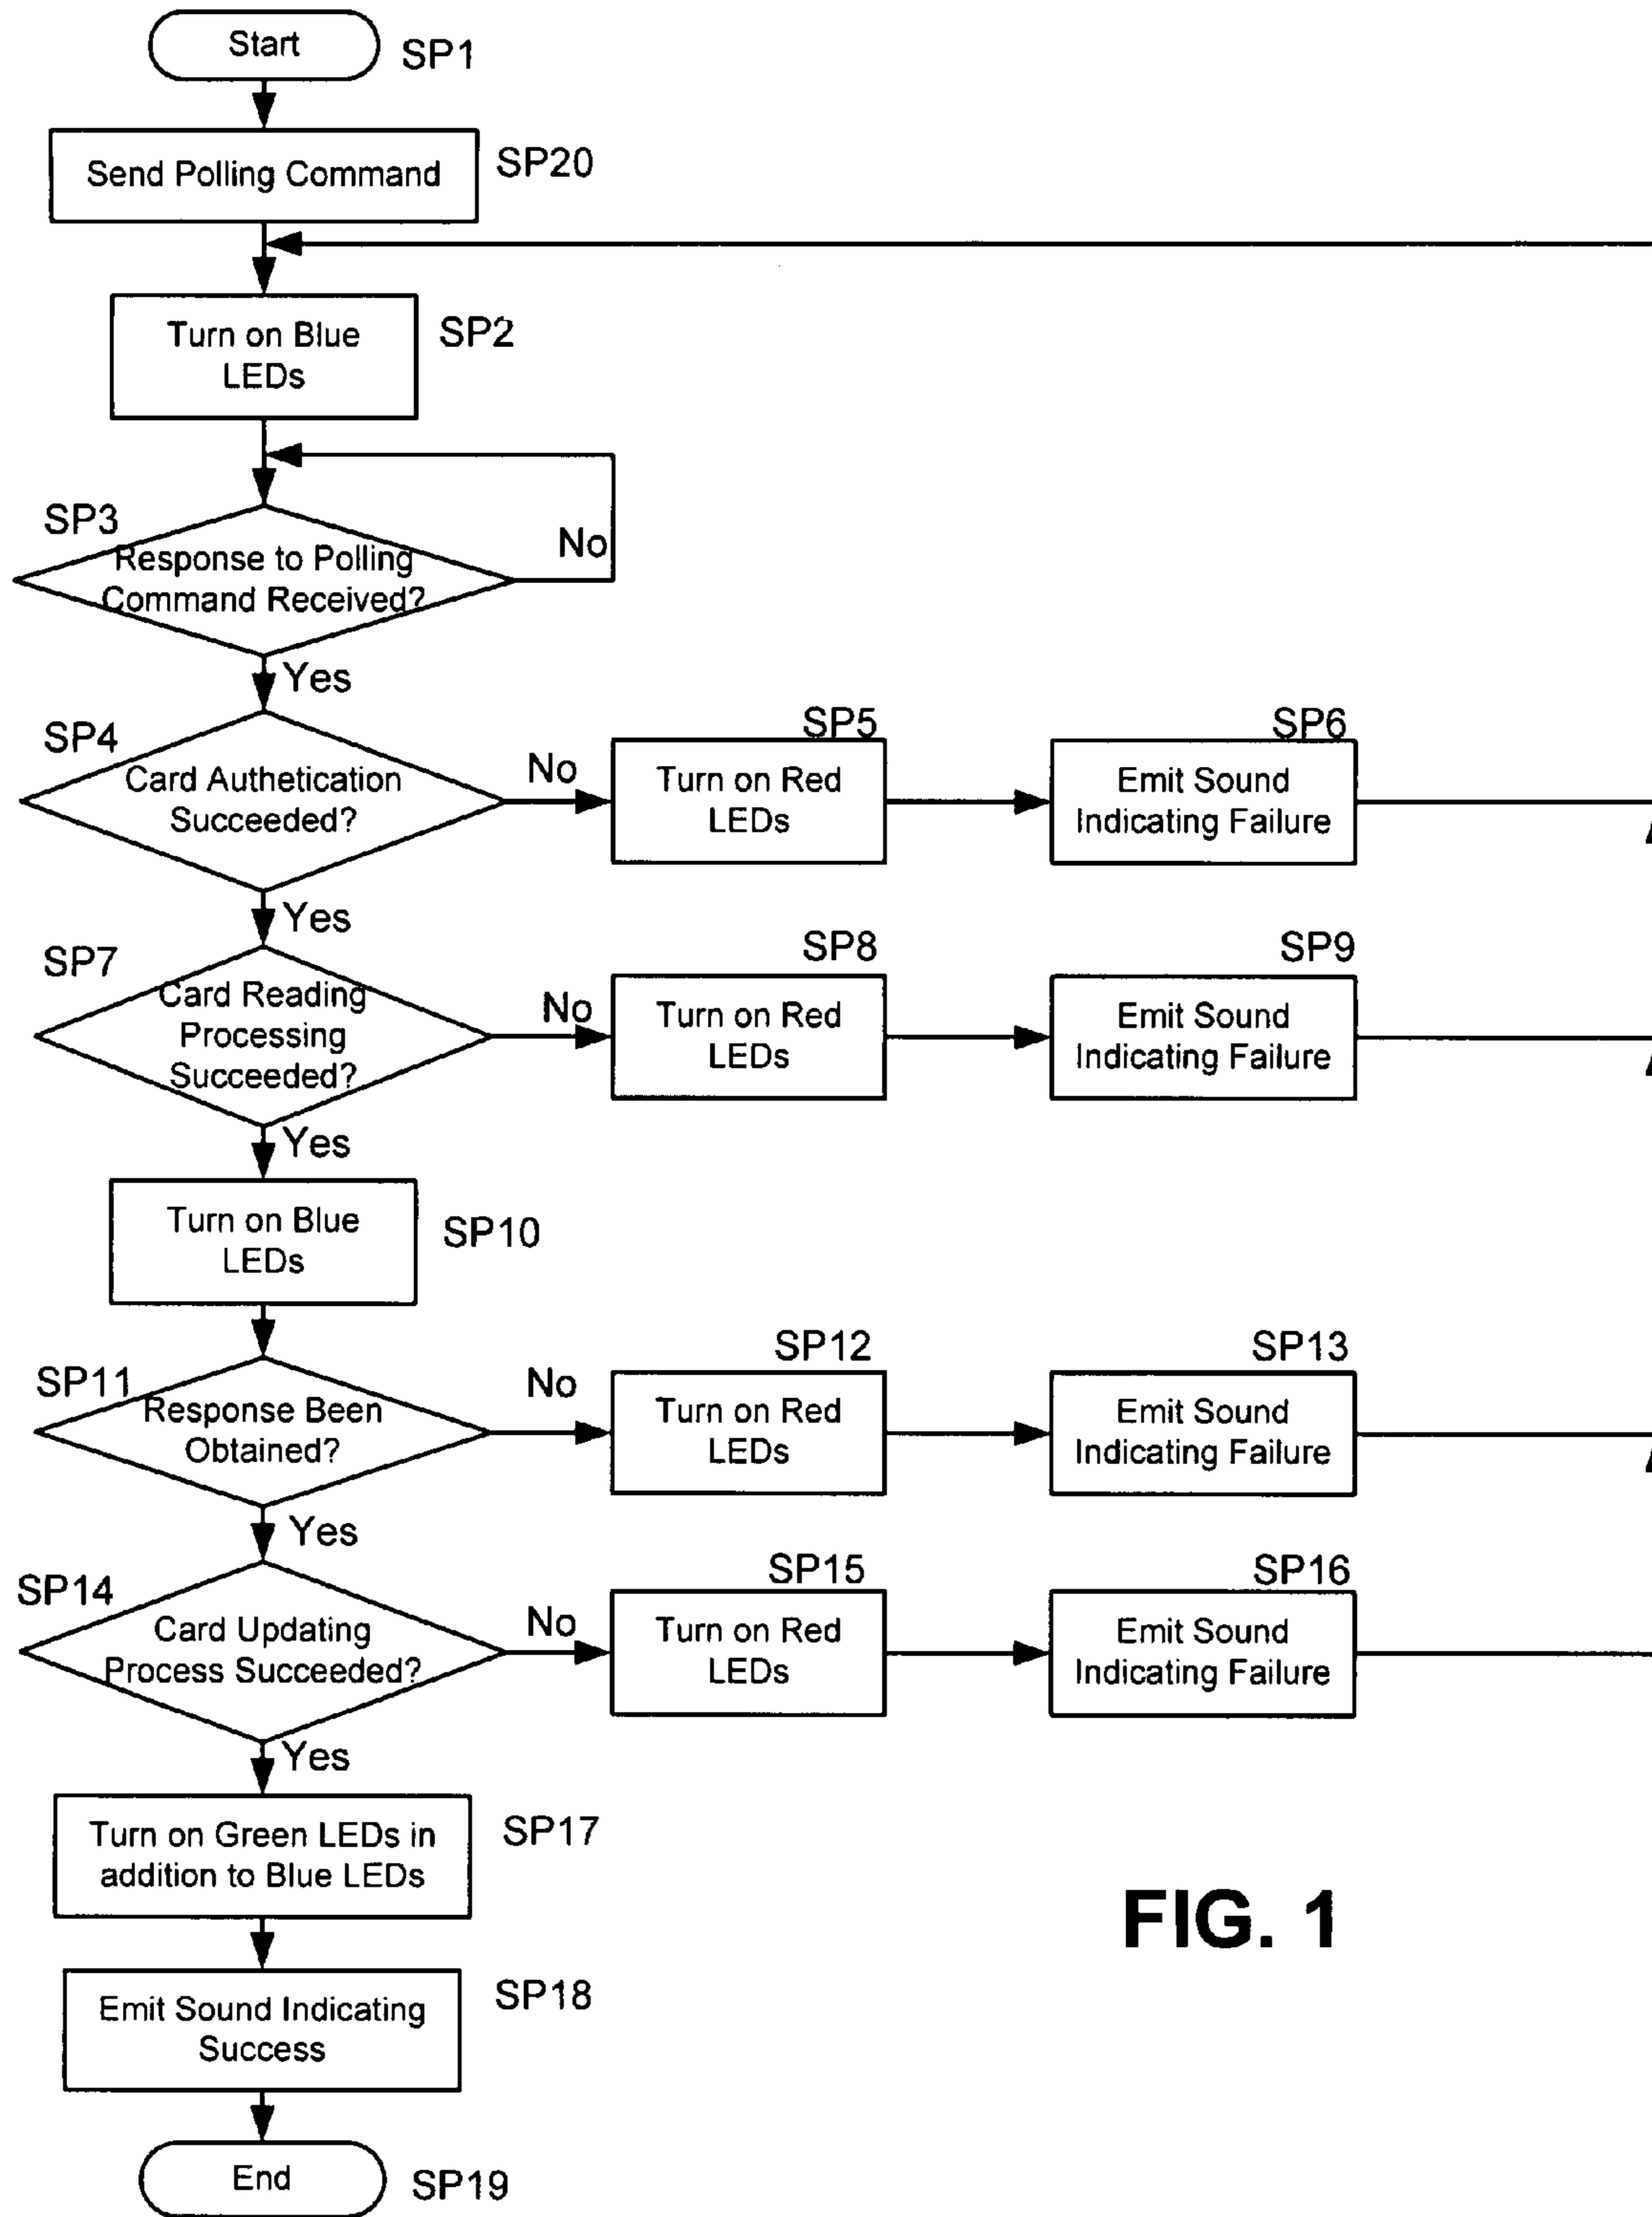 Start
SP1
Send Polling Command
SP20
Turn on Blue
LEDs
SP2
SP3
Response to Polling
Command Received?
No
Yes
SP4
Card Authetication
Succeeded?
No
SP5
Turn on Red
LEDs
SP6
Emit Sound
Indicating Failure
Yes
SP7
Card Reading
Processing
Succeeded?
No
SP8
Turn on Red
LEDs
SP9
Emit Sound
Indicating Failure
Yes
Turn on Blue
LEDs
SP10
SP11
Response Been
Obtained?
No
SP12
Turn on Red
LEDs
SP13
Emit Sound
Indicating Failure
Yes
SP14
Card Updating
Process Succeeded?
No
SP15
Turn on Red
LEDs
SP16
Emit Sound
Indicating Failure
Yes
Turn on Green LEDs in
addition to Blue LEDs
SP17
FIG. 1
Emit Sound Indicating
Success
SP18
End
SP19